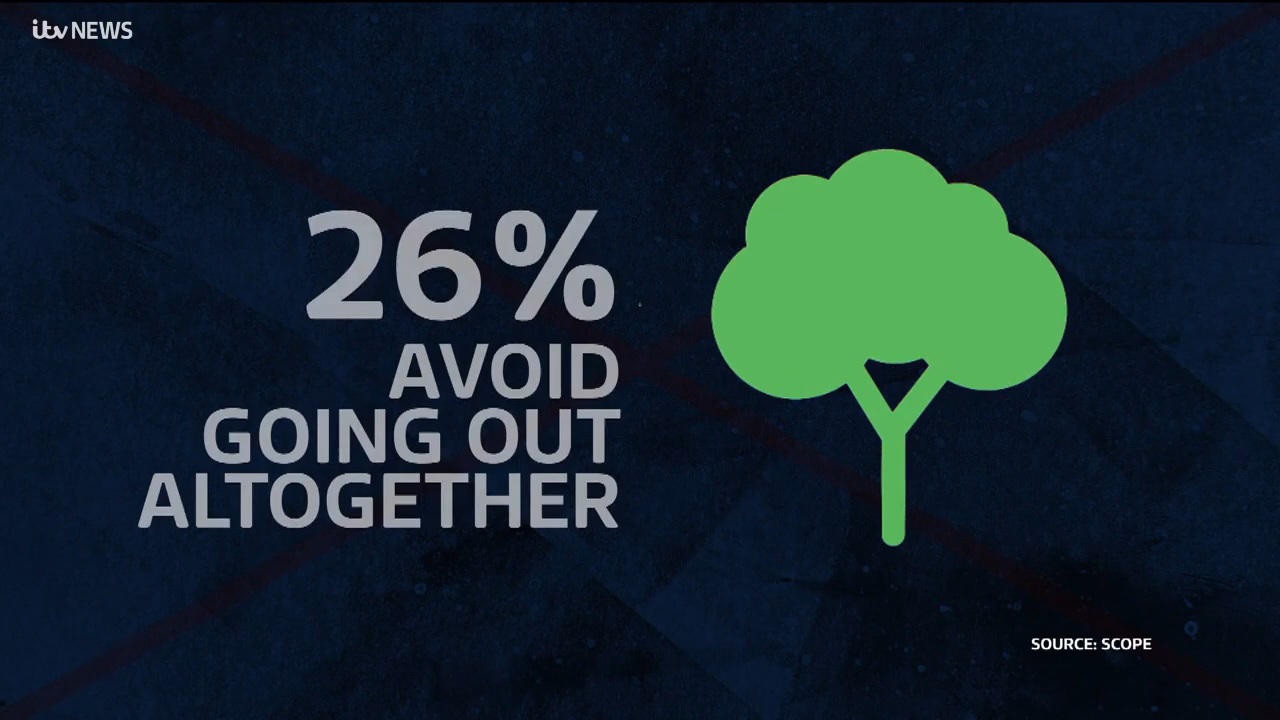 itv NEWS
26%
AVOID
GOING OUT
ALTOGETHER
SOURCE: SCOPE